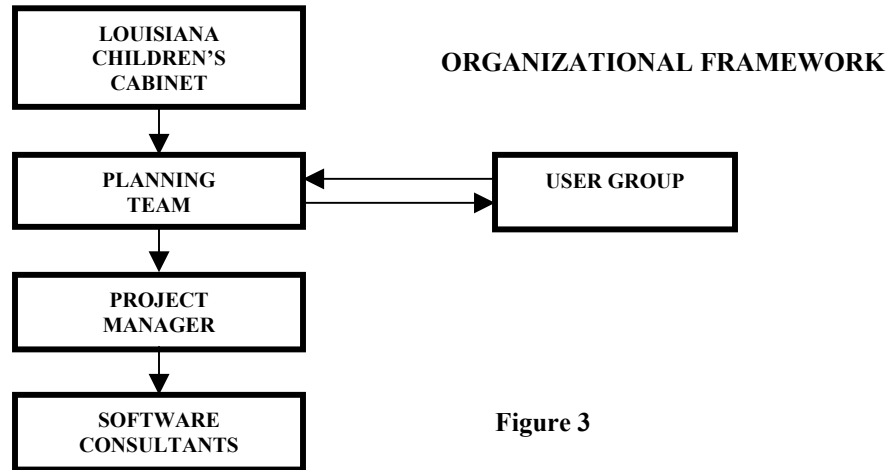 LOUISIANA
CHILDREN’S
CABINET
ORGANIZATIONAL FRAMEWORK
PLANNING
TEAM
USER GROUP
PROJECT
MANAGER
SOFTWARE
CONSULTANTS
Figure 3